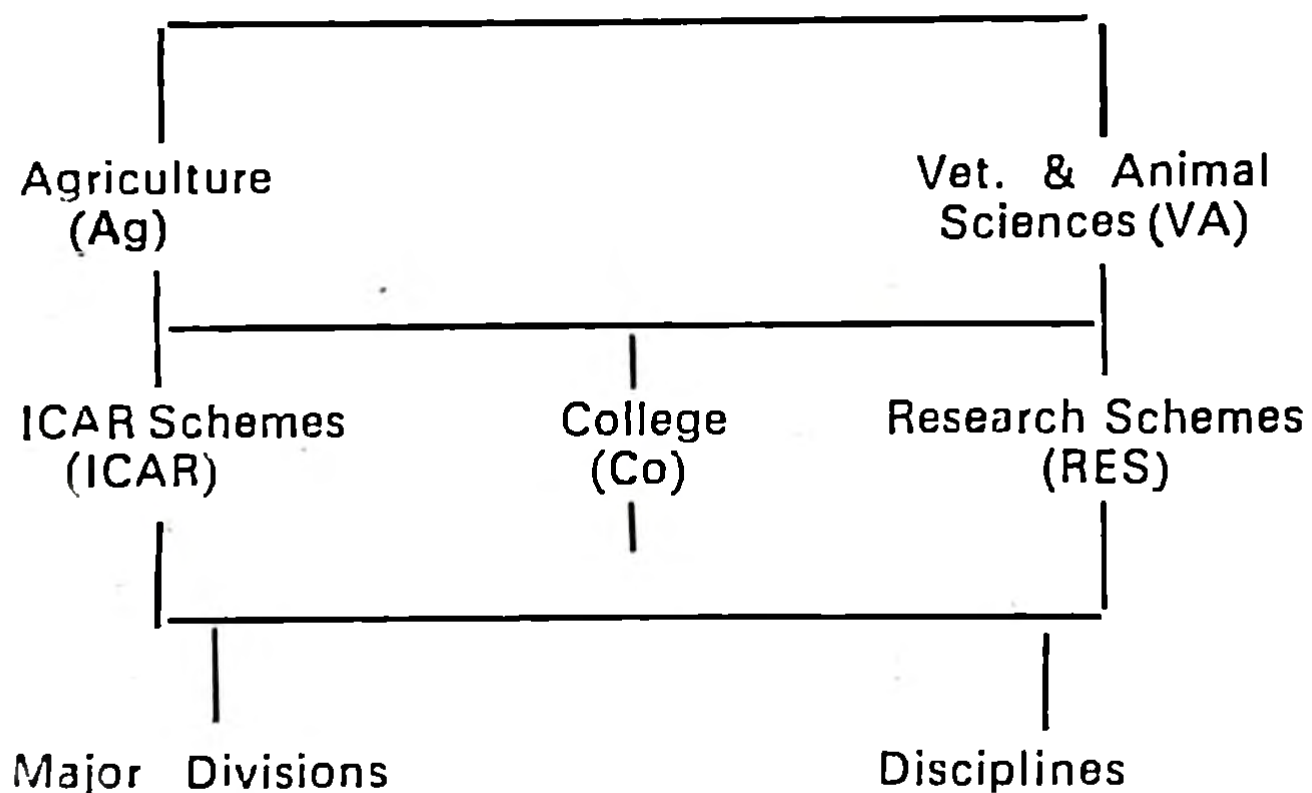 Agriculture
(Ag)
Vet. & Animal
Sciences (VA)
ICAR Schemes
(ICAR)
College
(Co)
Research Schemes
(RES)
Major Divisions
Disciplines